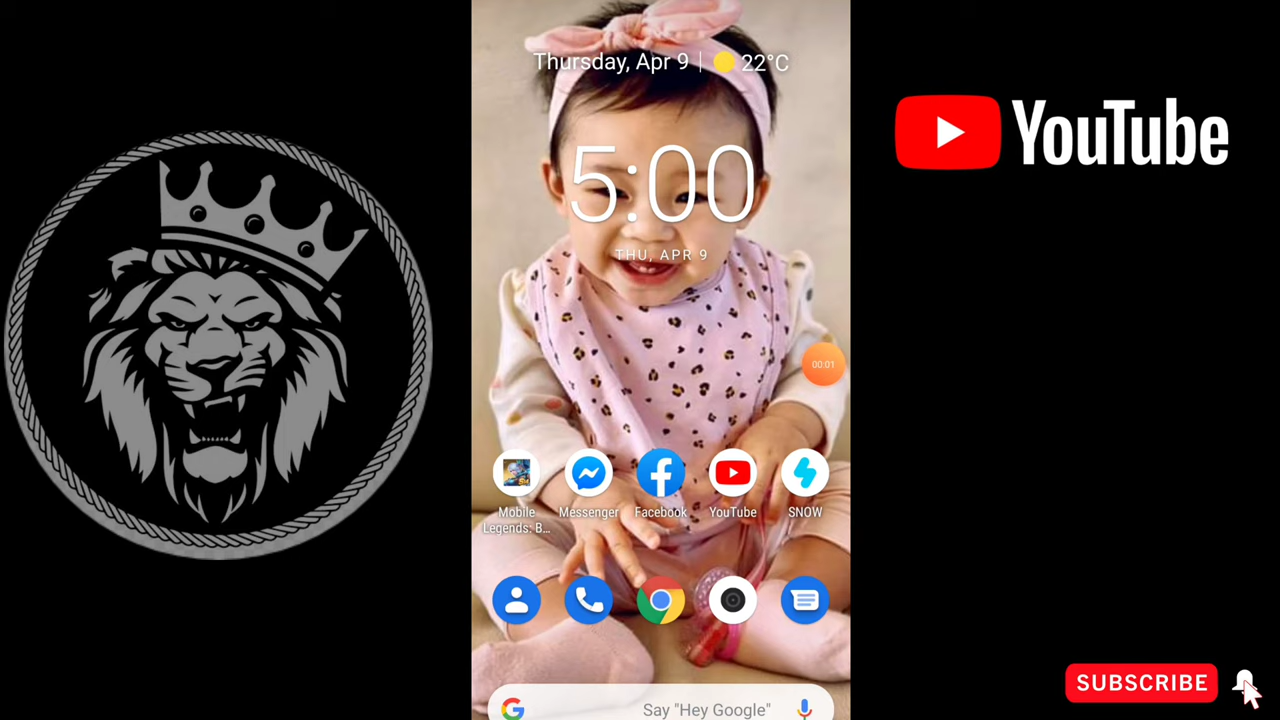 Thursday, Apr 9 | 22°C
5:00
THU, APR 9
YouTube
00:01
Mobile
Legends: B...
Messenger
Facebook
YouTube
SNOW
Say "Hey Google"
SUBSCRIBE